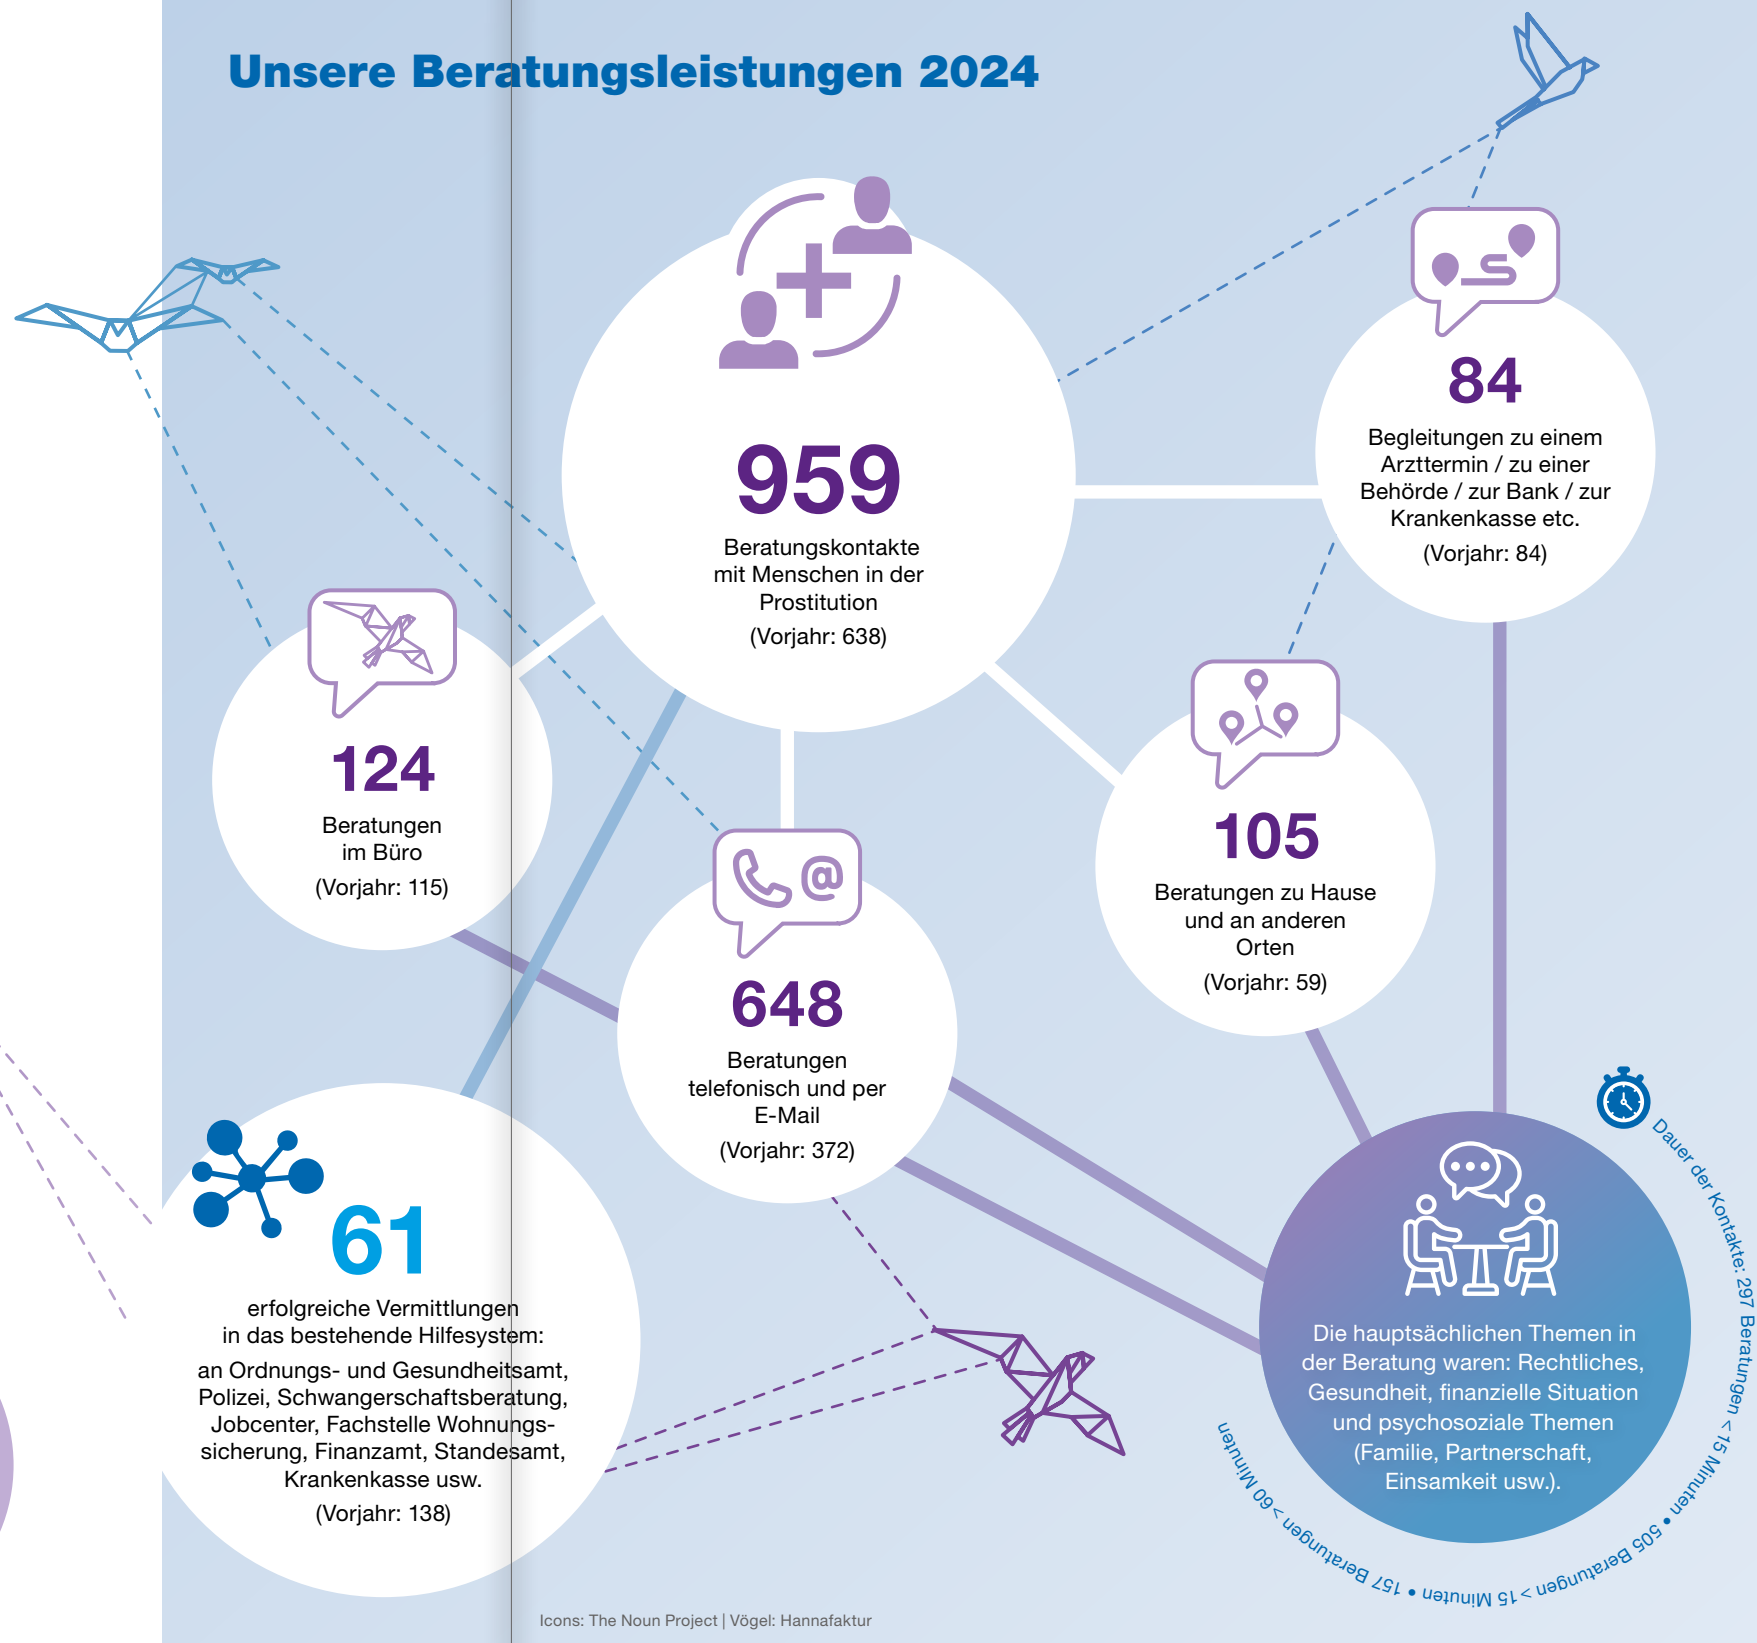 Unsere Beratungsleistungen 2024
959
Beratungskontakte
mit Menschen in der
Prostitution
(Vorjahr: 638)
84
Begleitungen zu einem
Arzttermin / zu einer
Behörde / zur Bank / zur
Krankenkasse etc.
(Vorjahr: 84)
124
Beratungen
im Büro
(Vorjahr: 115)
@
648
Beratungen
telefonisch und per
E-Mail
(Vorjahr: 372)
105
Beratungen zu Hause
und an anderen
Orten
(Vorjahr: 59)
61
erfolgreiche Vermittlungen
in das bestehende Hilfesystem:
an Ordnungs- und Gesundheitsamt,
Polizei, Schwangerschaftsberatung,
Jobcenter, Fachstelle Wohnungs-
sicherung, Finanzamt, Standesamt,
Krankenkasse usw.
(Vorjahr: 138)
Die hauptsächlichen Themen in
der Beratung waren: Rechtliches,
Gesundheit, finanzielle Situation
und psychosoziale Themen
(Familie, Partnerschaft,
Einsamkeit usw.).
Dauer der Kontakte: 297 Beratungen < 15 Minuten • 505 Beratungen > 15 Minuten • 157 Beratungen > 60 Minuten
Icons: The Noun Project | Vögel: Hannafaktur